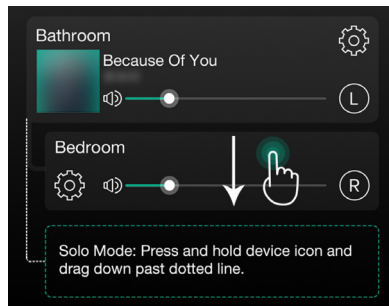 Bathroom
Because Of You
L
Bedroom
R
Solo Mode: Press and hold device icon and
drag down past dotted line.